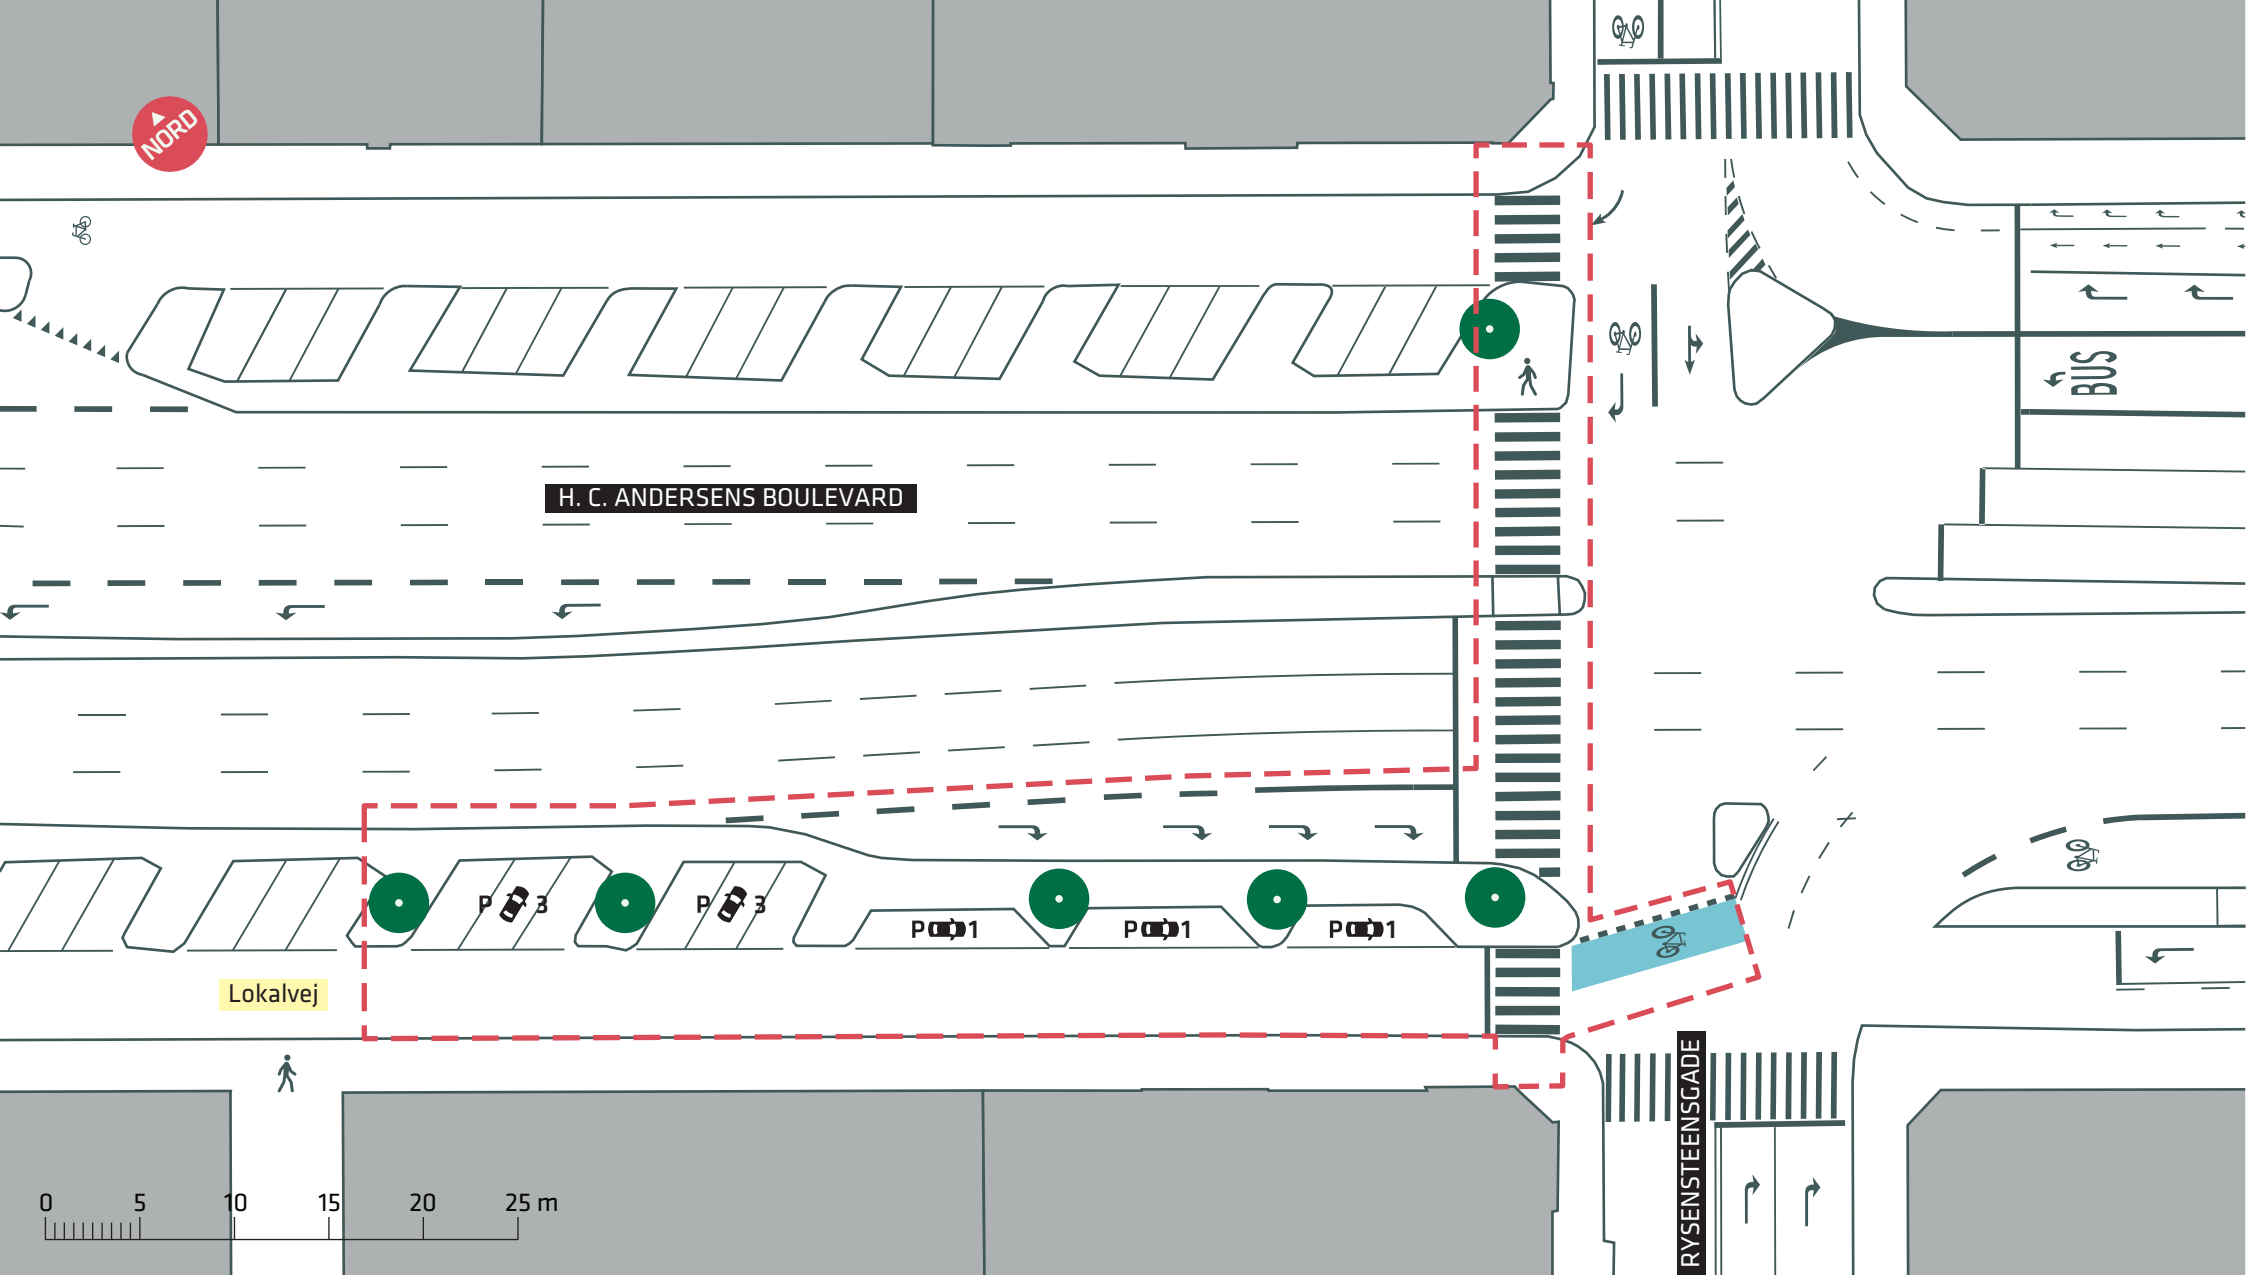 NORD
BUS
H. C. ANDERSENS BOULEVARD
P 3
P 3
P 1
P 1
P 1
Lokalvej
RYSENSTEENSGADE
0 5 10 15 20 25 m